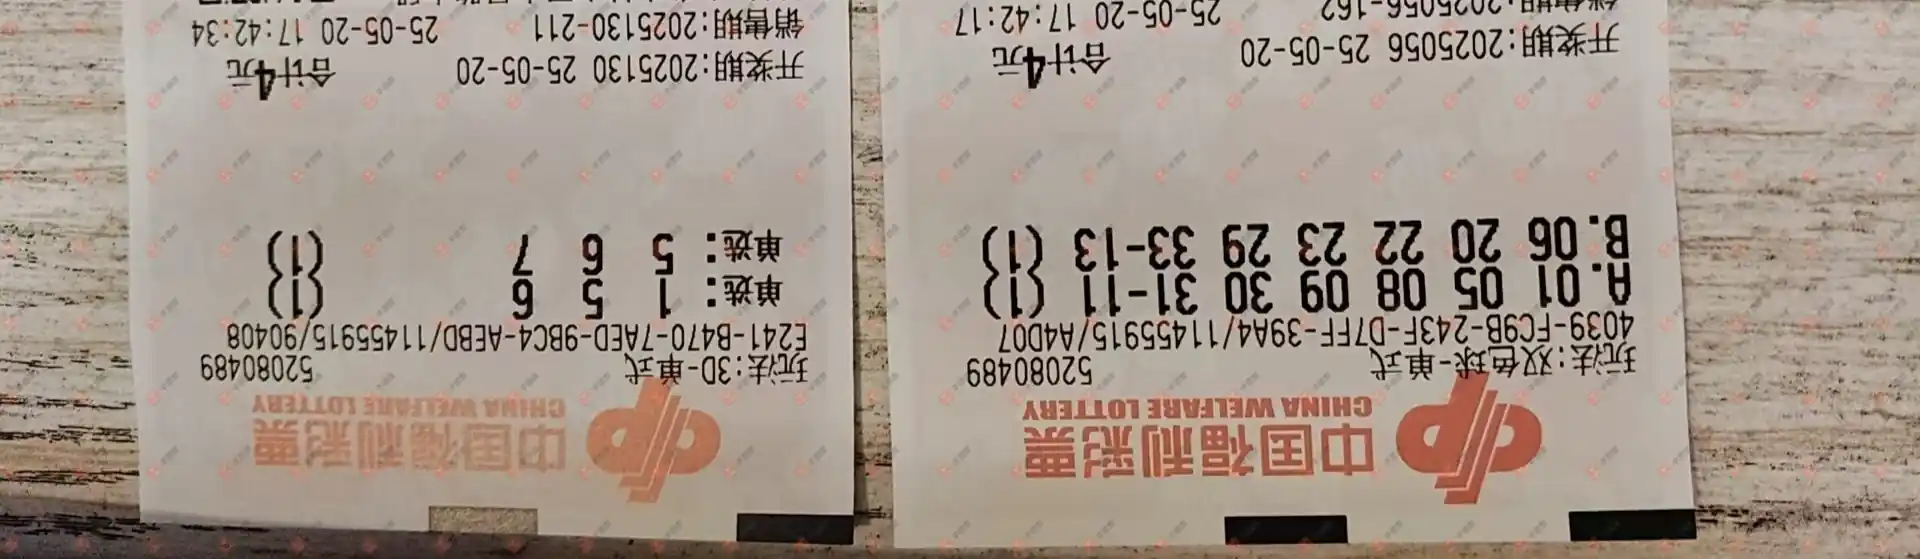 中国福利彩票
CHINA WELFARE LOTTERY
玩法:双色球-单式 52080489
4039-FC9B-243F-D7FF-39A4/11455915/A4D07
A.01 05 08 09 30 31-11 (1)
B.06 20 22 23 29 33-13 (1)
开奖期:2025056 25-05-20 合计4元
销售期:2025056-162 25-05-20 17:42:17
中国福利彩票
CHINA WELFARE LOTTERY
玩法:3D-单式 52080489
E241-B470-7AED-9BC4-AEBD/11455915/90408
单选: 1 5 6 (1)
单选: 5 6 7 (1)
开奖期:2025130 25-05-20 合计4元
销售期:2025130-211 25-05-20 17:42:34